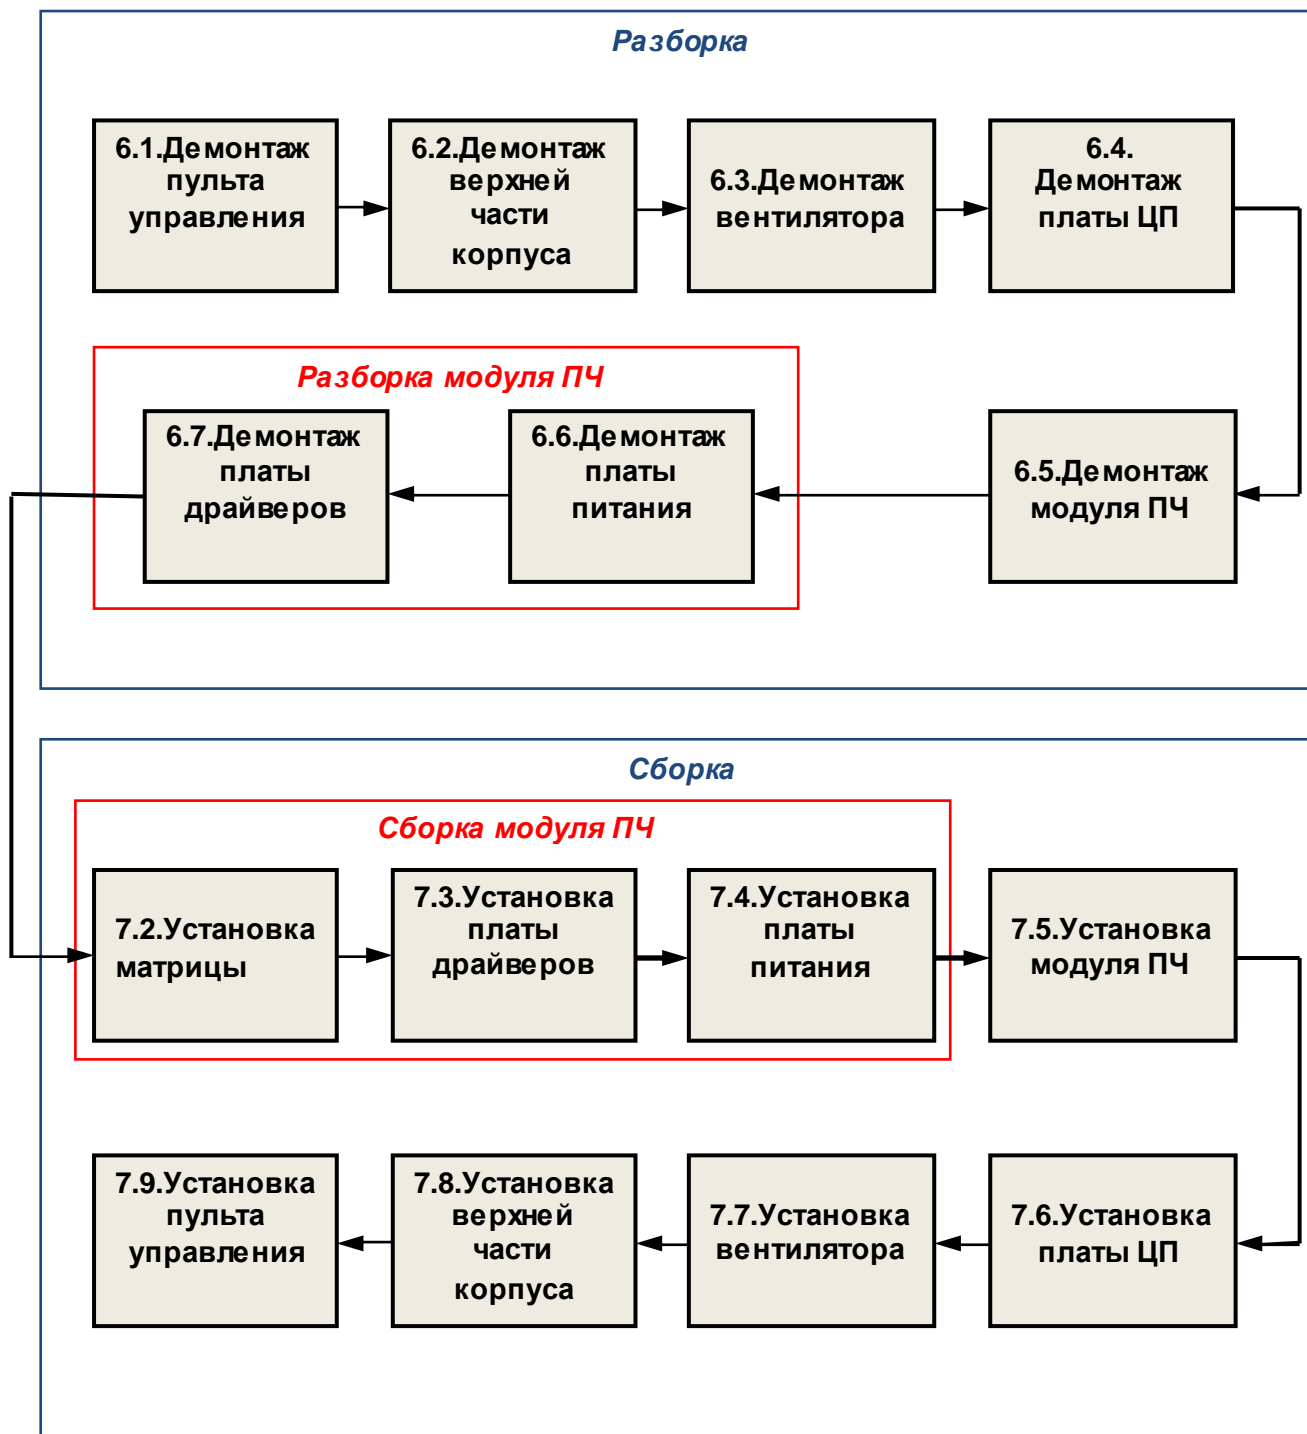 Разборка
6.1.Демонтаж
пульта
управления
6.2.Демонтаж
верхней
части
корпуса
6.3.Демонтаж
вентилятора
6.4.
Демонтаж
платы ЦП
Разборка модуля ПЧ
6.7.Демонтаж
платы
драйверов
6.6.Демонтаж
платы
питания
6.5.Демонтаж
модуля ПЧ
Сборка
Сборка модуля ПЧ
7.2.Установка
матрицы
7.3.Установка
платы
драйверов
7.4.Установка
платы
питания
7.5.Установка
модуля ПЧ
7.9.Установка
пульта
управления
7.8.Установка
верхней
части
корпуса
7.7.Установка
вентилятора
7.6.Установка
платы ЦП